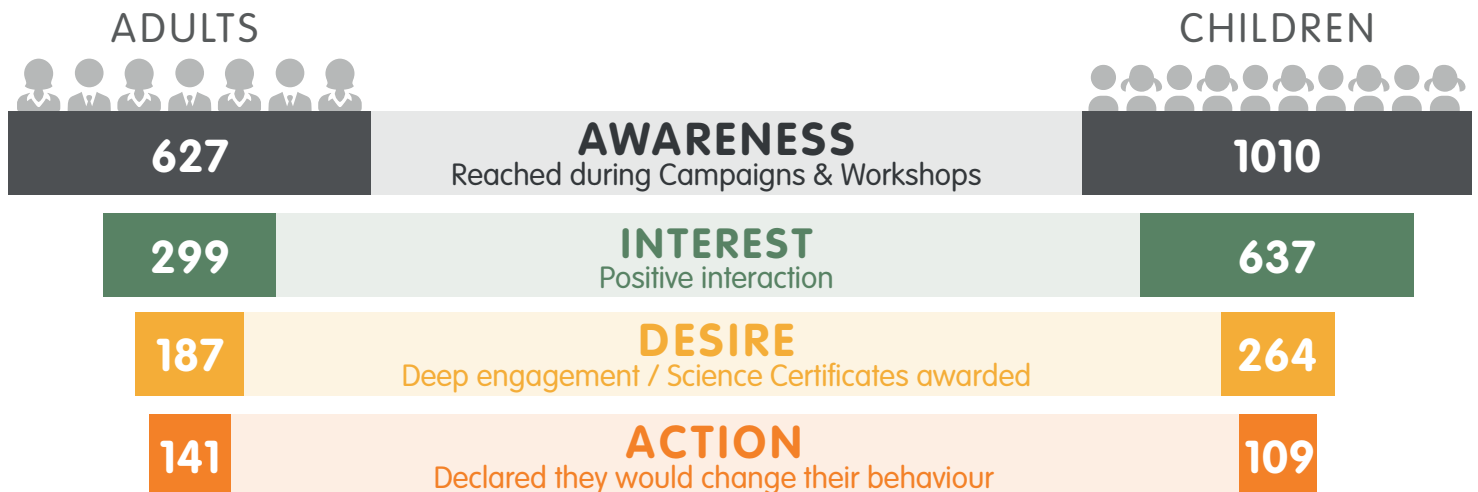 ADULTS CHILDREN
627 AWARENESS 1010
Reached during Campaigns & Workshops
299 INTEREST 637
Positive interaction
187 DESIRE 264
Deep engagement / Science Certificates awarded
141 ACTION 109
Declared they would change their behaviour